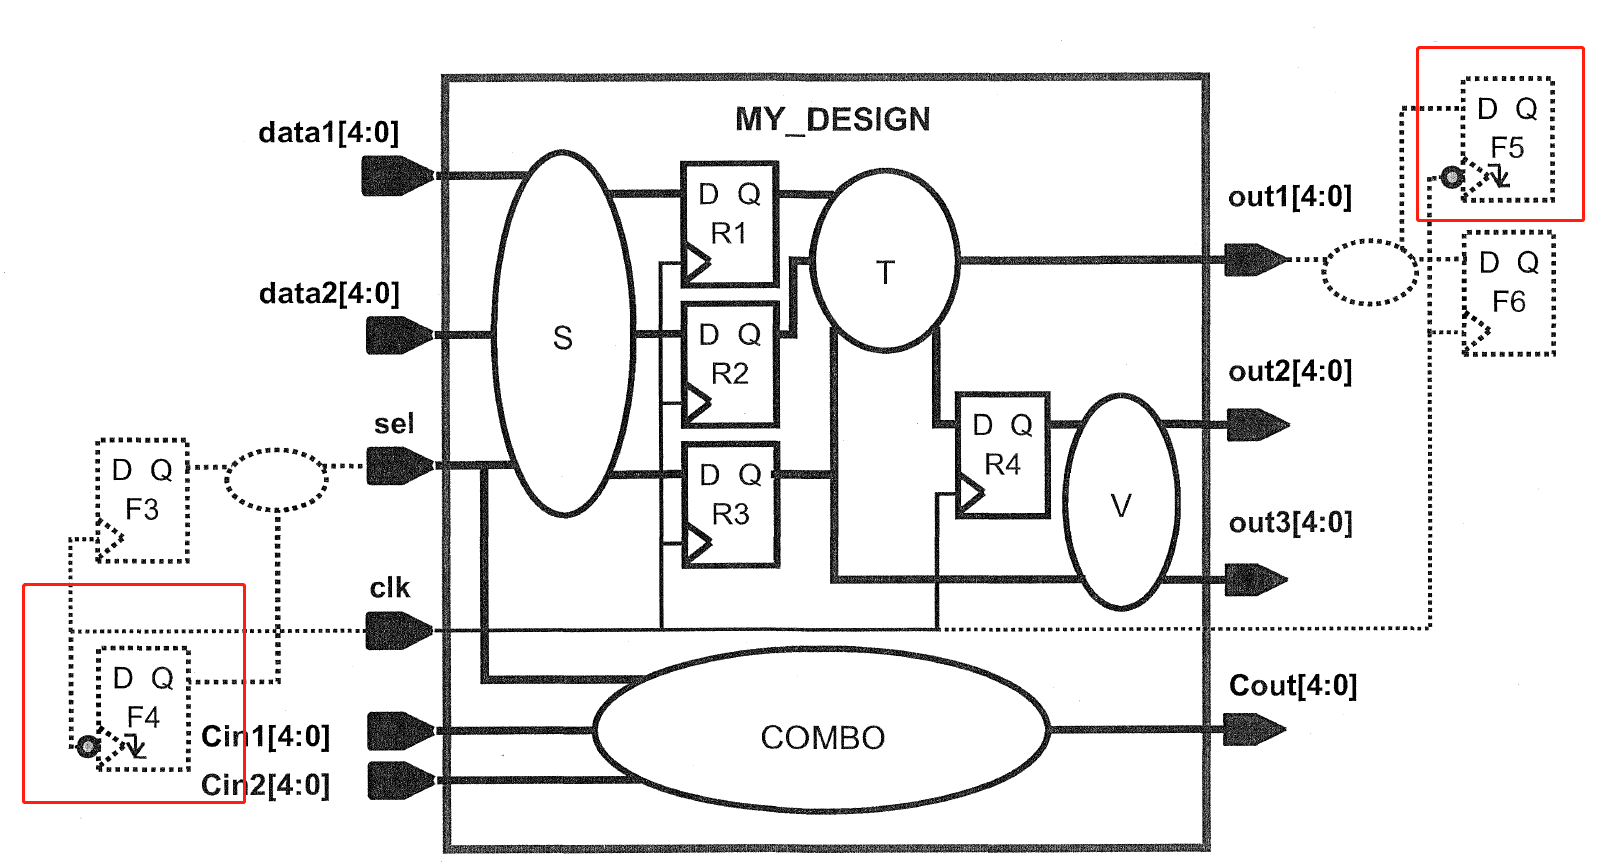 MY_DESIGN
data1[4:0]
data2[4:0]
sel
clk
Cin1[4:0]
Cin2[4:0]
S
D Q
R1
D Q
R2
D Q
R3
T
D Q
R4
V
COMBO
out1[4:0]
out2[4:0]
out3[4:0]
Cout[4:0]
D Q
F3
D Q
F4
D Q
F5
D Q
F6